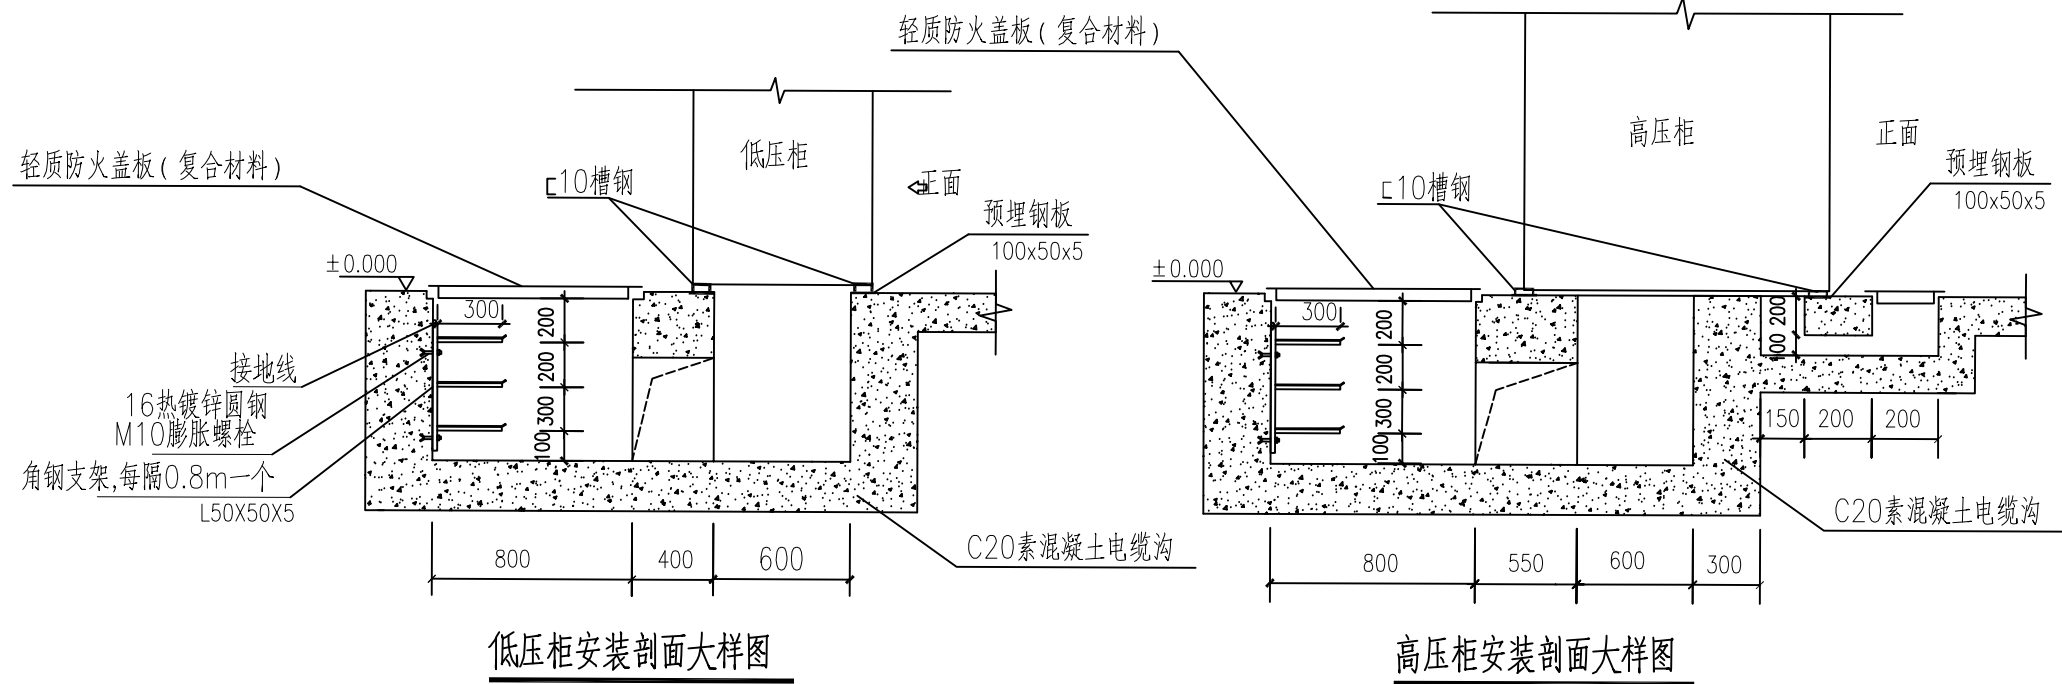 轻质防火盖板(复合材料)
低压柜
⊏10槽钢
正面
预埋钢板
100x50x5
±0.000
300
200
200
300
100
接地线
16热镀锌圆钢
M10膨胀螺栓
角钢支架,每隔0.8m一个
L50X50X5
C20素混凝土电缆沟
800
400
600
低压柜安装剖面大样图
轻质防火盖板(复合材料)
高压柜
正面
⊏10槽钢
预埋钢板
100x50x5
±0.000
300
200
200
300
100
200
100
150
200
200
C20素混凝土电缆沟
800
550
600
300
高压柜安装剖面大样图